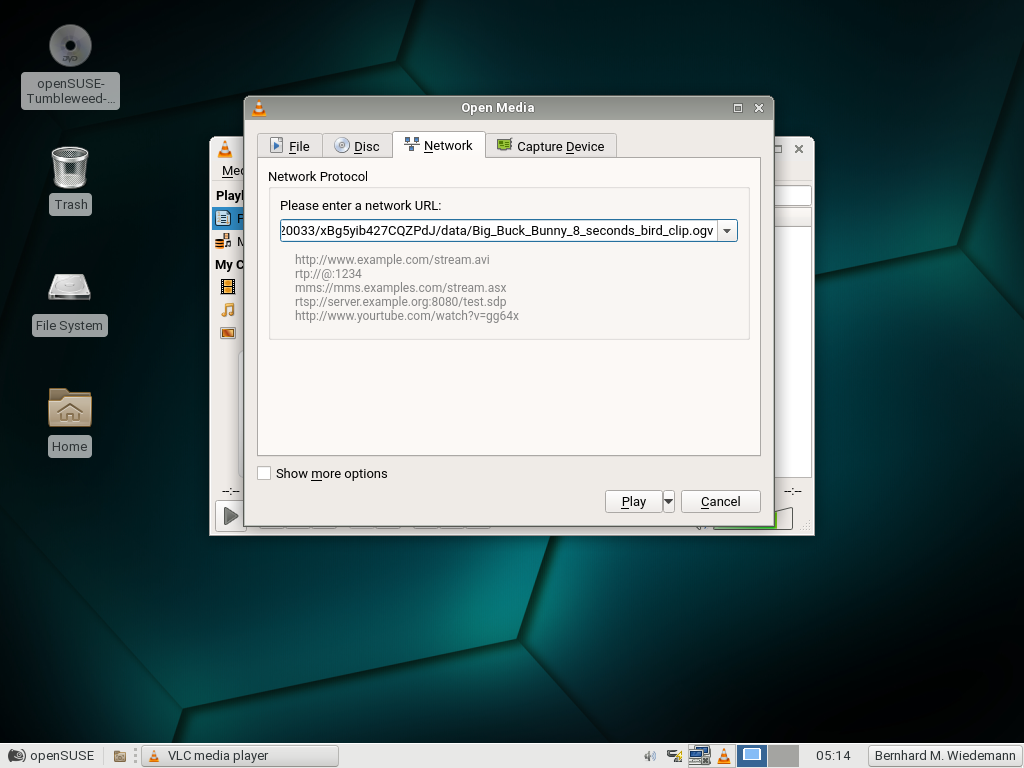 openSUSE-
Tumbleweed-...
Trash
File System
Home
Open Media
File
Disc
Network
Capture Device
Network Protocol
Please enter a network URL:
20033/xBg5yib427CQZPdJ/data/Big_Buck_Bunny_8_seconds_bird_clip.ogv
http://www.example.com/stream.avi
rtp://@:1234
mms://mms.examples.com/stream.asx
rtsp://server.example.org:8080/test.sdp
http://www.yourtube.com/watch?v=gg64x
Show more options
Play
Cancel
Med
Playl
P
M
My C
--:--
--:--
openSUSE
VLC media player
05:14
Bernhard M. Wiedemann